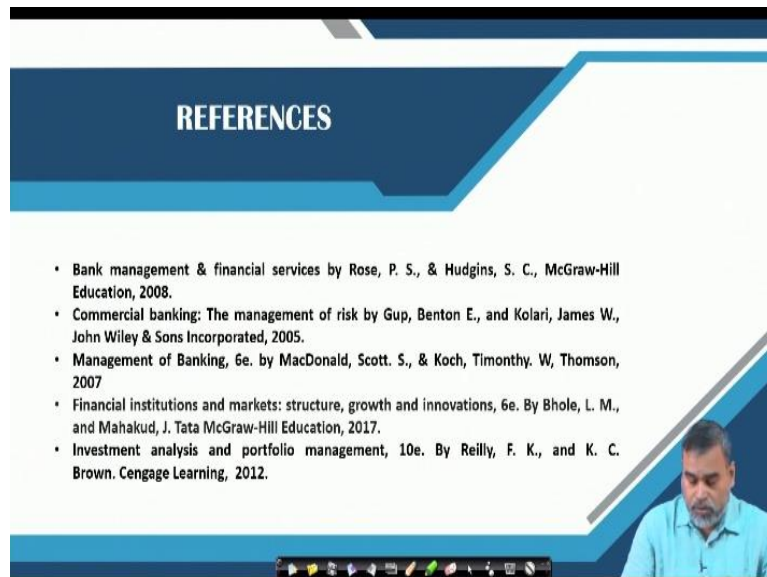 REFERENCES
• Bank management & financial services by Rose, P. S., & Hudgins, S. C., McGraw-Hill
Education, 2008.
• Commercial banking: The management of risk by Gup, Benton E., and Kolari, James W.,
John Wiley & Sons Incorporated, 2005.
• Management of Banking, 6e. by MacDonald, Scott. S., & Koch, Timonthy. W, Thomson,
2007
• Financial institutions and markets: structure, growth and innovations, 6e. By Bhole, L. M.,
and Mahakud, J. Tata McGraw-Hill Education, 2017.
• Investment analysis and portfolio management, 10e. By Reilly, F. K., and K. C.
Brown. Cengage Learning, 2012.